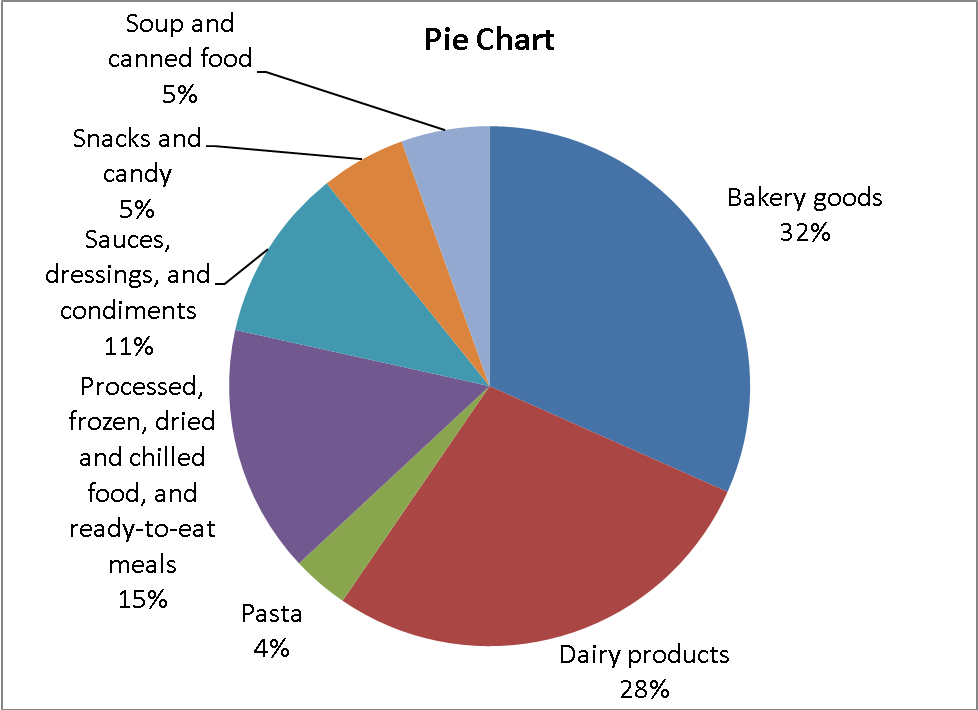 Pie Chart
Soup and
canned food
5%
Snacks and
candy
5%
Sauces,
dressings, and
condiments
11%
Processed,
frozen, dried
and chilled
food, and
ready-to-eat
meals
15%
Pasta
4%
Dairy products
28%
Bakery goods
32%